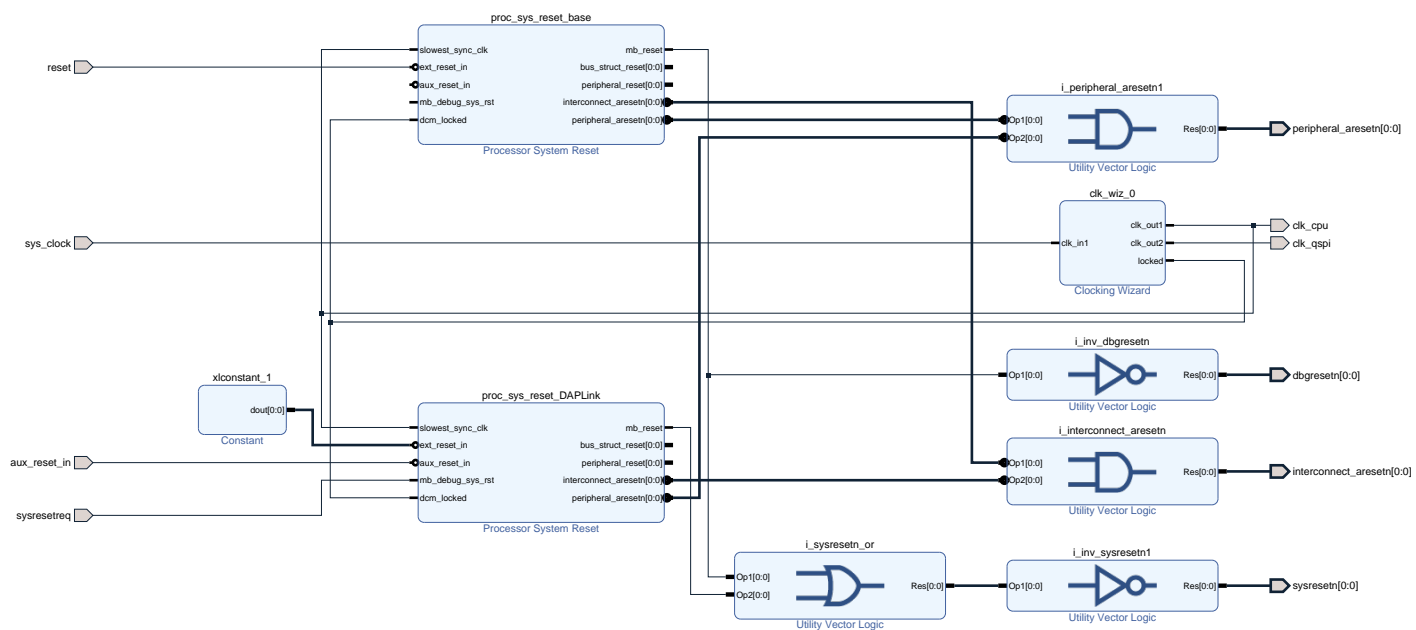 proc_sys_reset_base
slowest_sync_clk
ext_reset_in
aux_reset_in
mb_debug_sys_rst
dcm_locked
mb_reset
bus_struct_reset[0:0]
peripheral_reset[0:0]
interconnect_aresetn[0:0]
peripheral_aresetn[0:0]
Processor System Reset
reset
i_peripheral_aresetn1
Op1[0:0]
Op2[0:0]
Res[0:0]
Utility Vector Logic
peripheral_aresetn[0:0]
clk_wiz_0
clk_in1
clk_out1
clk_out2
locked
Clocking Wizard
clk_cpu
clk_qspi
sys_clock
i_inv_dbgresetn
Op1[0:0]
Res[0:0]
Utility Vector Logic
dbgresetn[0:0]
xlconstant_1
dout[0:0]
Constant
proc_sys_reset_DAPLink
slowest_sync_clk
ext_reset_in
aux_reset_in
mb_debug_sys_rst
dcm_locked
mb_reset
bus_struct_reset[0:0]
peripheral_reset[0:0]
interconnect_aresetn[0:0]
peripheral_aresetn[0:0]
Processor System Reset
aux_reset_in
sysresetreq
i_interconnect_aresetn
Op1[0:0]
Op2[0:0]
Res[0:0]
Utility Vector Logic
interconnect_aresetn[0:0]
i_sysresetn_or
Op1[0:0]
Op2[0:0]
Res[0:0]
Utility Vector Logic
i_inv_sysresetn1
Op1[0:0]
Res[0:0]
Utility Vector Logic
sysresetn[0:0]